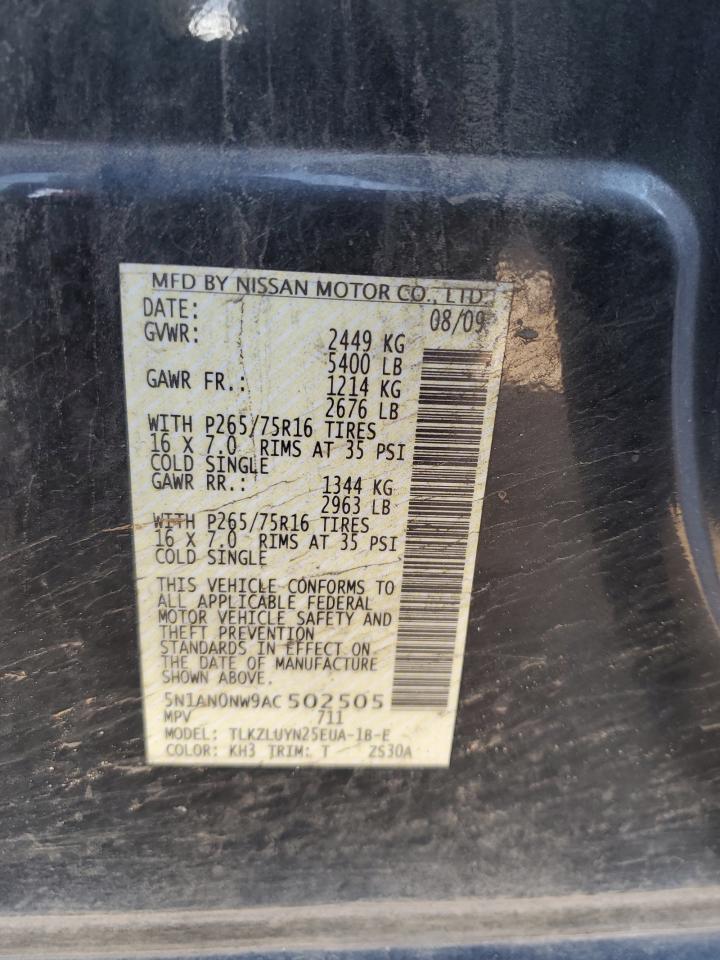 MFD BY NISSAN MOTOR CO., LTD.
DATE: 08/09
GVWR: 2449 KG
5400 LB
GAWR FR.: 1214 KG
2676 LB
WITH P265/75R16 TIRES
16 X 7.0 RIMS AT 35 PSI
COLD SINGLE
GAWR RR.: 1344 KG
2963 LB
WITH P265/75R16 TIRES
16 X 7.0 RIMS AT 35 PSI
COLD SINGLE
THIS VEHICLE CONFORMS TO
ALL APPLICABLE FEDERAL
MOTOR VEHICLE SAFETY AND
THEFT PREVENTION
STANDARDS IN EFFECT ON
THE DATE OF MANUFACTURE
SHOWN ABOVE.
5N1AN0NW9AC502505
MPV 711
MODEL: TLKZLUYN25EUA-1B-E
COLOR: KH3 TRIM: T ZS30A